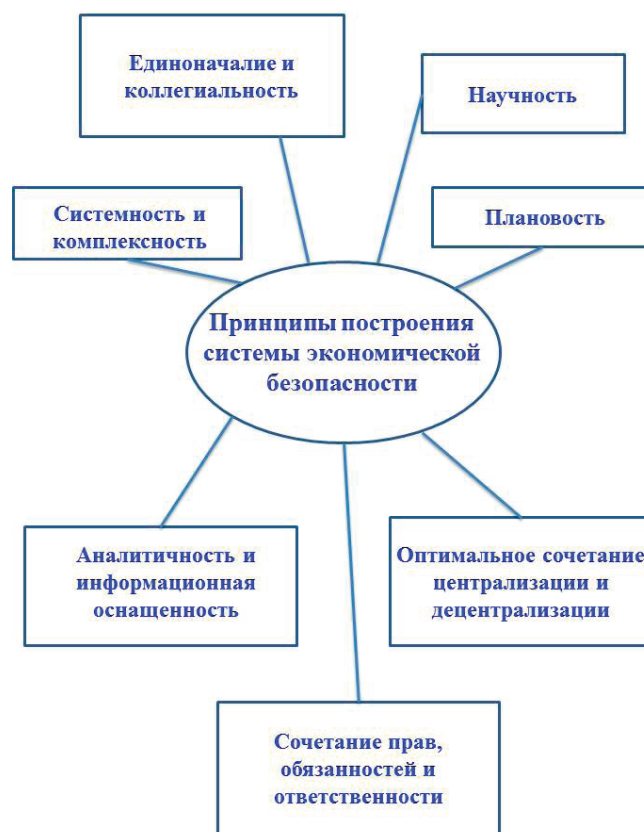 Единоначалие и
коллегиальность
Научность
Системность и
комплексность
Плановость
Принципы построения
системы экономической
безопасности
Аналитичность и
информационная
оснащенность
Оптимальное сочетание
централизации и
децентрализации
Сочетание прав,
обязанностей и
ответственности